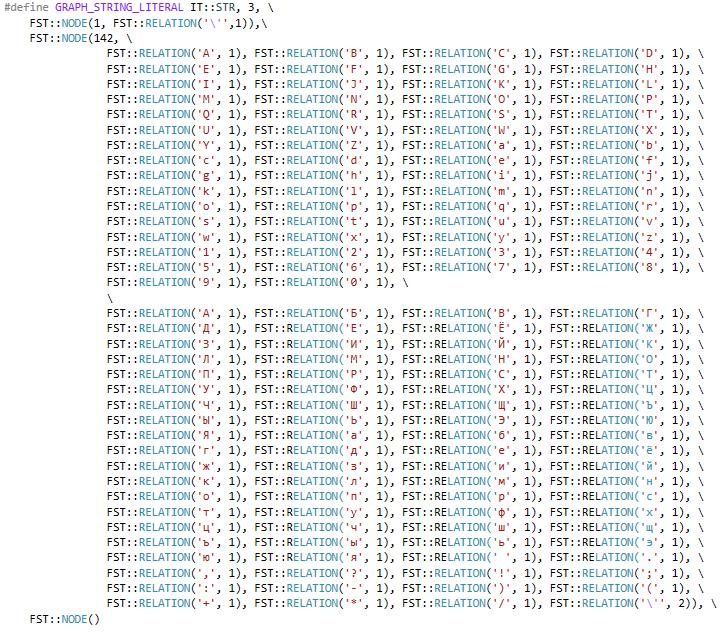 #define GRAPH_STRING_LITERAL IT::STR, 3, \
FST::NODE(1, FST::RELATION('\'',1)),\
FST::NODE(142, \
FST::RELATION('A', 1), FST::RELATION('B', 1), FST::RELATION('C', 1), FST::RELATION('D', 1), \
FST::RELATION('E', 1), FST::RELATION('F', 1), FST::RELATION('G', 1), FST::RELATION('H', 1), \
FST::RELATION('I', 1), FST::RELATION('J', 1), FST::RELATION('K', 1), FST::RELATION('L', 1), \
FST::RELATION('M', 1), FST::RELATION('N', 1), FST::RELATION('O', 1), FST::RELATION('P', 1), \
FST::RELATION('Q', 1), FST::RELATION('R', 1), FST::RELATION('S', 1), FST::RELATION('T', 1), \
FST::RELATION('U', 1), FST::RELATION('V', 1), FST::RELATION('W', 1), FST::RELATION('X', 1), \
FST::RELATION('Y', 1), FST::RELATION('Z', 1), FST::RELATION('a', 1), FST::RELATION('b', 1), \
FST::RELATION('c', 1), FST::RELATION('d', 1), FST::RELATION('e', 1), FST::RELATION('f', 1), \
FST::RELATION('g', 1), FST::RELATION('h', 1), FST::RELATION('i', 1), FST::RELATION('j', 1), \
FST::RELATION('k', 1), FST::RELATION('l', 1), FST::RELATION('m', 1), FST::RELATION('n', 1), \
FST::RELATION('o', 1), FST::RELATION('p', 1), FST::RELATION('q', 1), FST::RELATION('r', 1), \
FST::RELATION('s', 1), FST::RELATION('t', 1), FST::RELATION('u', 1), FST::RELATION('v', 1), \
FST::RELATION('w', 1), FST::RELATION('x', 1), FST::RELATION('y', 1), FST::RELATION('z', 1), \
FST::RELATION('1', 1), FST::RELATION('2', 1), FST::RELATION('3', 1), FST::RELATION('4', 1), \
FST::RELATION('5', 1), FST::RELATION('6', 1), FST::RELATION('7', 1), FST::RELATION('8', 1), \
FST::RELATION('9', 1), FST::RELATION('0', 1), \
\
FST::RELATION('А', 1), FST::RELATION('Б', 1), FST::RELATION('В', 1), FST::RELATION('Г', 1), \
FST::RELATION('Д', 1), FST::RELATION('Е', 1), FST::RELATION('Ё', 1), FST::RELATION('Ж', 1), \
FST::RELATION('З', 1), FST::RELATION('И', 1), FST::RELATION('Й', 1), FST::RELATION('К', 1), \
FST::RELATION('Л', 1), FST::RELATION('М', 1), FST::RELATION('Н', 1), FST::RELATION('О', 1), \
FST::RELATION('П', 1), FST::RELATION('Р', 1), FST::RELATION('С', 1), FST::RELATION('Т', 1), \
FST::RELATION('У', 1), FST::RELATION('Ф', 1), FST::RELATION('Х', 1), FST::RELATION('Ц', 1), \
FST::RELATION('Ч', 1), FST::RELATION('Ш', 1), FST::RELATION('Щ', 1), FST::RELATION('Ъ', 1), \
FST::RELATION('Ы', 1), FST::RELATION('Ь', 1), FST::RELATION('Э', 1), FST::RELATION('Ю', 1), \
FST::RELATION('Я', 1), FST::RELATION('а', 1), FST::RELATION('б', 1), FST::RELATION('в', 1), \
FST::RELATION('г', 1), FST::RELATION('д', 1), FST::RELATION('е', 1), FST::RELATION('ё', 1), \
FST::RELATION('ж', 1), FST::RELATION('з', 1), FST::RELATION('и', 1), FST::RELATION('й', 1), \
FST::RELATION('к', 1), FST::RELATION('л', 1), FST::RELATION('м', 1), FST::RELATION('н', 1), \
FST::RELATION('о', 1), FST::RELATION('п', 1), FST::RELATION('р', 1), FST::RELATION('с', 1), \
FST::RELATION('т', 1), FST::RELATION('у', 1), FST::RELATION('ф', 1), FST::RELATION('х', 1), \
FST::RELATION('ц', 1), FST::RELATION('ч', 1), FST::RELATION('ш', 1), FST::RELATION('щ', 1), \
FST::RELATION('ъ', 1), FST::RELATION('ы', 1), FST::RELATION('ь', 1), FST::RELATION('э', 1), \
FST::RELATION('ю', 1), FST::RELATION('я', 1), FST::RELATION(' ', 1), FST::RELATION('.', 1), \
FST::RELATION(',', 1), FST::RELATION('?', 1), FST::RELATION('!', 1), FST::RELATION(';', 1), \
FST::RELATION(':', 1), FST::RELATION('-', 1), FST::RELATION(')', 1), FST::RELATION('(', 1), \
FST::RELATION('+', 1), FST::RELATION('*', 1), FST::RELATION('/', 1), FST::RELATION('\'', 2)), \
FST::NODE()